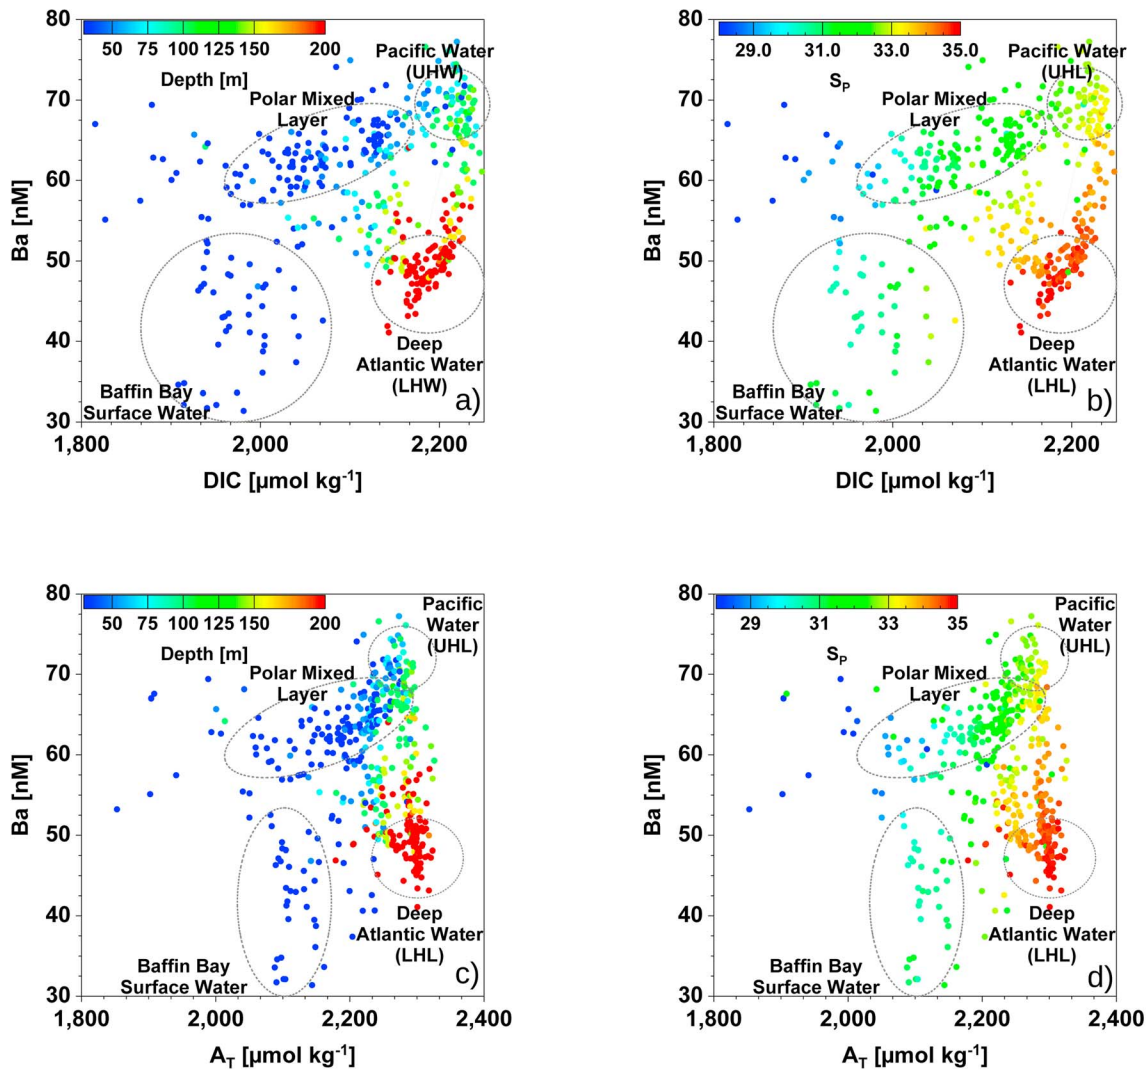 80
50 75 100 125 150 200
Depth [m]
Pacific Water
(UHW)
Polar Mixed
Layer
70
60
50
40
30
Ba [nM]
Deep
Atlantic Water
(LHW)
Baffin Bay
Surface Water
a)
1,800 2,000 2,200
DIC [µmol kg-1]
80
29.0 31.0 33.0 35.0
SP
Pacific Water
(UHL)
Polar Mixed
Layer
70
60
50
40
30
Ba [nM]
Deep
Atlantic Water
(LHL)
Baffin Bay
Surface Water
b)
1,800 2,000 2,200
DIC [µmol kg-1]
80
50 75 100 125 150 200
Depth [m]
Pacific
Water
(UHL)
Polar Mixed
Layer
70
60
50
40
30
Ba [nM]
Deep
Atlantic Water
(LHL)
Baffin Bay
Surface Water
c)
1,800 2,000 2,200 2,400
AT [µmol kg-1]
80
29 31 33 35
SP
Pacific
Water
(UHL)
Polar Mixed
Layer
70
60
50
40
30
Ba [nM]
Deep
Atlantic Water
(LHL)
Baffin Bay
Surface Water
d)
1,800 2,000 2,200 2,400
AT [µmol kg-1]